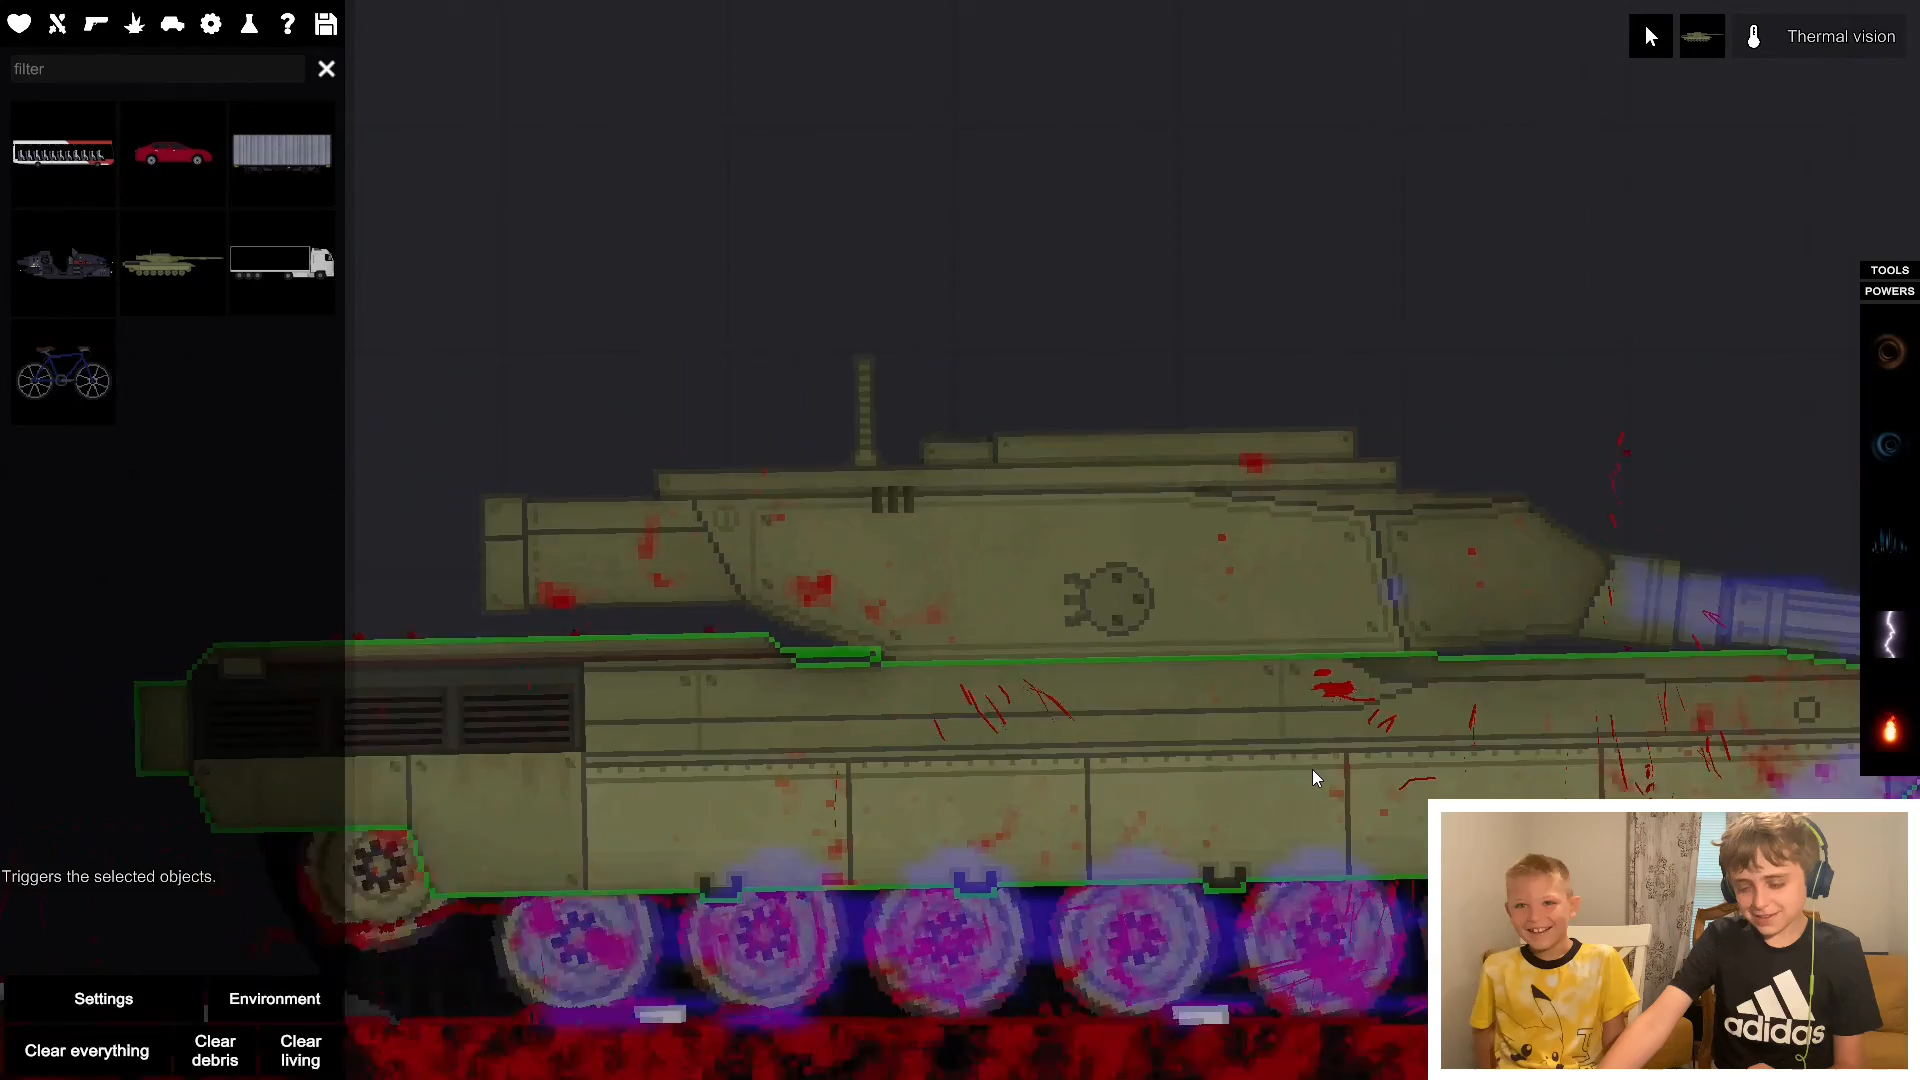 Thermal vision
filter
TOOLS
POWERS
Triggers the selected objects.
Settings
Environment
Clear everything
Clear
debris
Clear
living
adidas